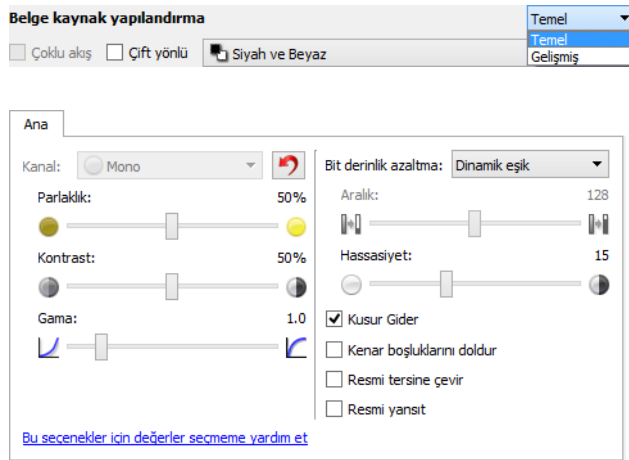 Belge kaynak yapılandırma
Temel
Temel
Gelişmiş
Çoklu akış
Çift yönlü
Siyah ve Beyaz
Ana
Kanal: Mono
Parlaklık: 50%
Kontrast: 50%
Gama: 1.0
Bit derinlik azaltma: Dinamik eşik
Aralık: 128
Hassasiyet: 15
Kusur Gider
Kenar boşluklarını doldur
Resmi tersine çevir
Resmi yansıt
Bu seçenekler için değerler seçmeme yardım et